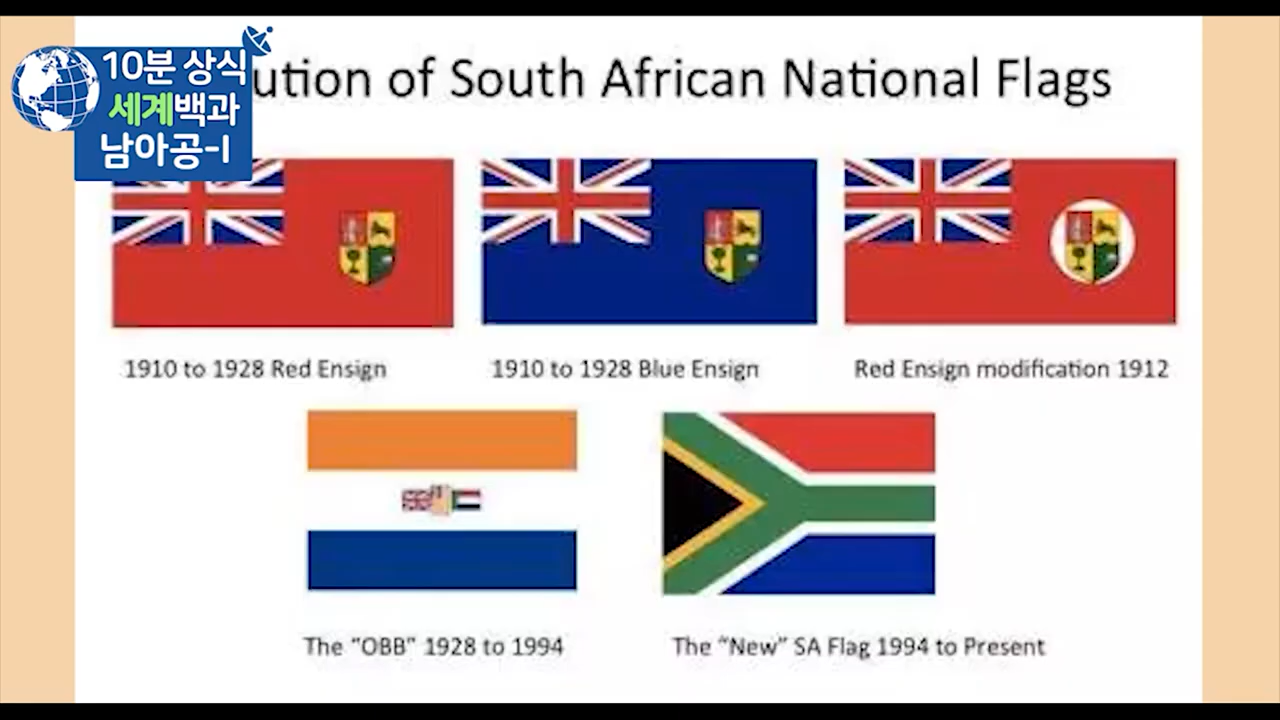 10분 상식
세계백과
남아공-I
ution of South African National Flags
1910 to 1928 Red Ensign
1910 to 1928 Blue Ensign
Red Ensign modification 1912
The “OBB” 1928 to 1994
The “New” SA Flag 1994 to Present